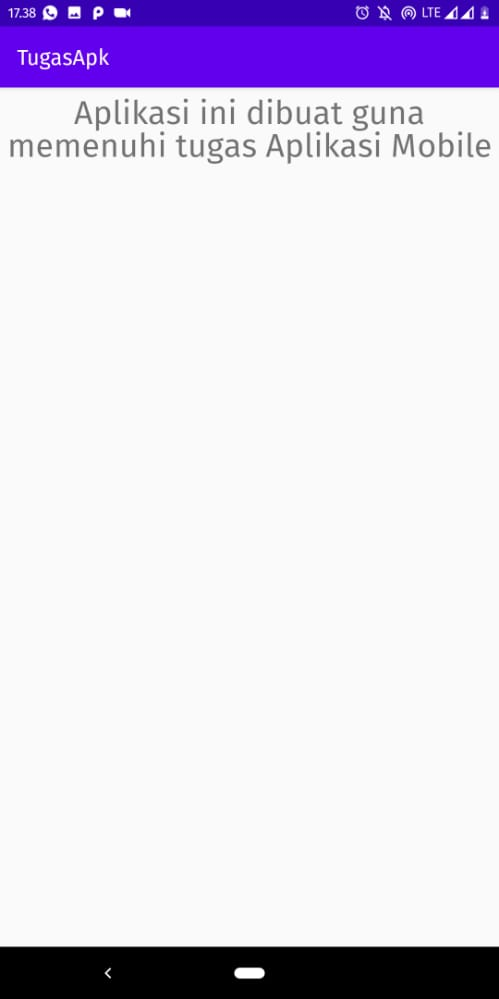 17.38 LTE
TugasApk
Aplikasi ini dibuat guna
memenuhi tugas Aplikasi Mobile